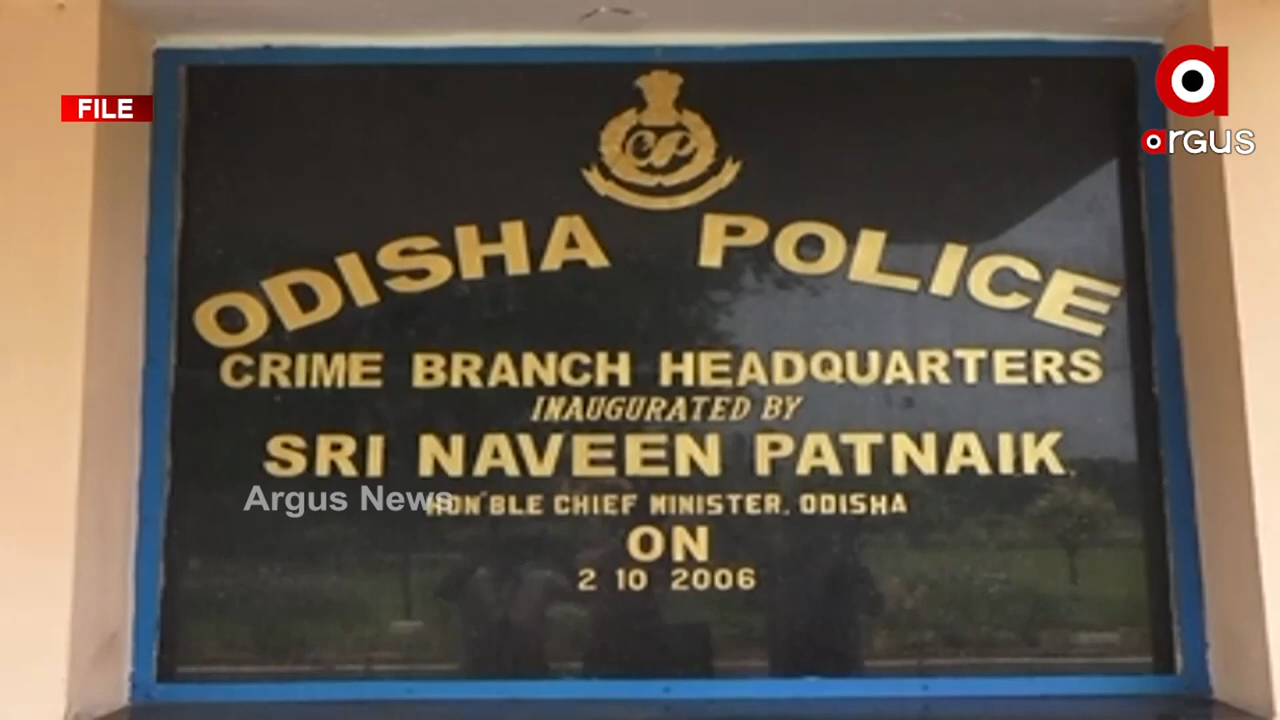 FILE
argus
OP
ODISHA POLICE
CRIME BRANCH HEADQUARTERS
INAUGURATED BY
SRI NAVEEN PATNAIK
Argus News
HON'BLE CHIEF MINISTER, ODISHA
ON
2 10 2006